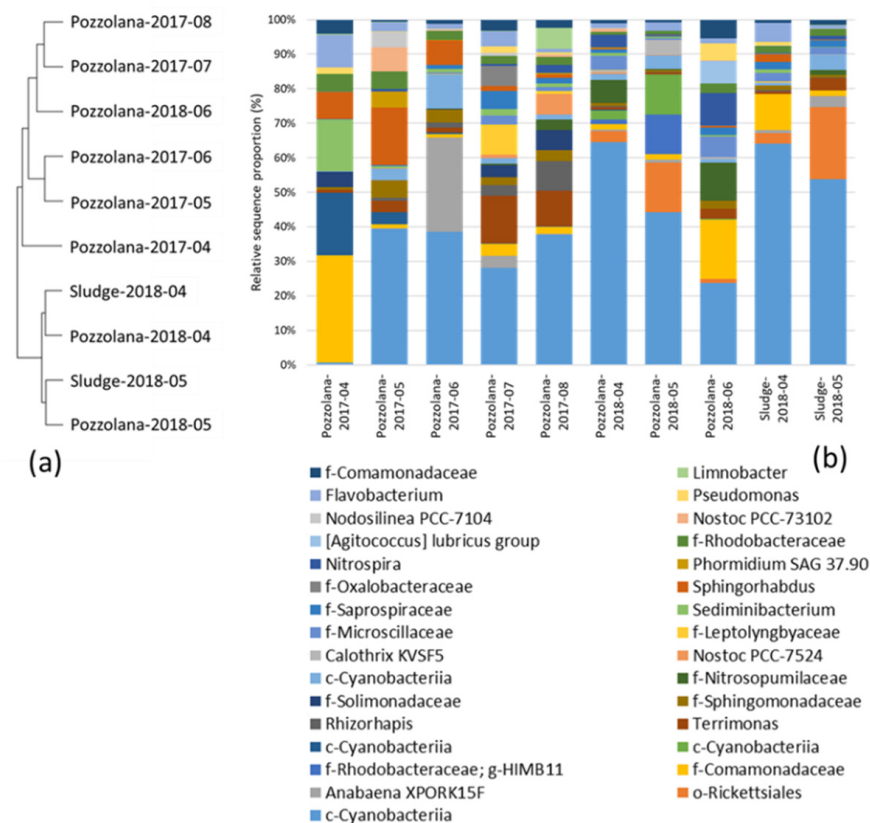 Pozzolana-2017-08
Pozzolana-2017-07
Pozzolana-2018-06
Pozzolana-2017-06
Pozzolana-2017-05
Pozzolana-2017-04
Sludge-2018-04
Pozzolana-2018-04
Sludge-2018-05
Pozzolana-2018-05
(a)
Relative sequence proportion (%)
100%
90%
80%
70%
60%
50%
40%
30%
20%
10%
0%
Pozzolana-
2017-04
Pozzolana-
2017-05
Pozzolana-
2017-06
Pozzolana-
2017-07
Pozzolana-
2017-08
Pozzolana-
2018-04
Pozzolana-
2018-05
Pozzolana-
2018-06
Sludge-
2018-04
Sludge-
2018-05
(b)
f-Comamonadaceae
Flavobacterium
Nodosilinea PCC-7104
[Agitococcus] lubricus group
Nitrospira
f-Oxalobacteraceae
f-Saprospiraceae
f-Microscillaceae
Calothrix KVSF5
c-Cyanobacteriia
f-Solimonadaceae
Rhizorhapis
c-Cyanobacteriia
f-Rhodobacteraceae; g-HIMB11
Anabaena XPORK15F
c-Cyanobacteriia
Limnobacter
Pseudomonas
Nostoc PCC-73102
f-Rhodobacteraceae
Phormidium SAG 37.90
Sphingorhabdus
Sediminibacterium
f-Leptolyngbyaceae
Nostoc PCC-7524
f-Nitrosopumilaceae
f-Sphingomonadaceae
Terrimonas
c-Cyanobacteriia
f-Comamonadaceae
o-Rickettsiales